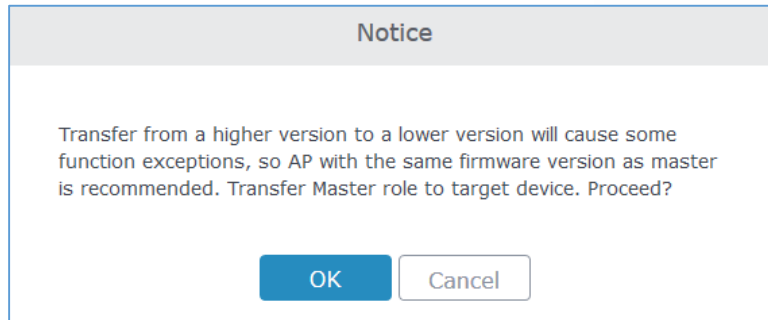 Notice
Transfer from a higher version to a lower version will cause some
function exceptions, so AP with the same firmware version as master
is recommended. Transfer Master role to target device. Proceed?
OK
Cancel